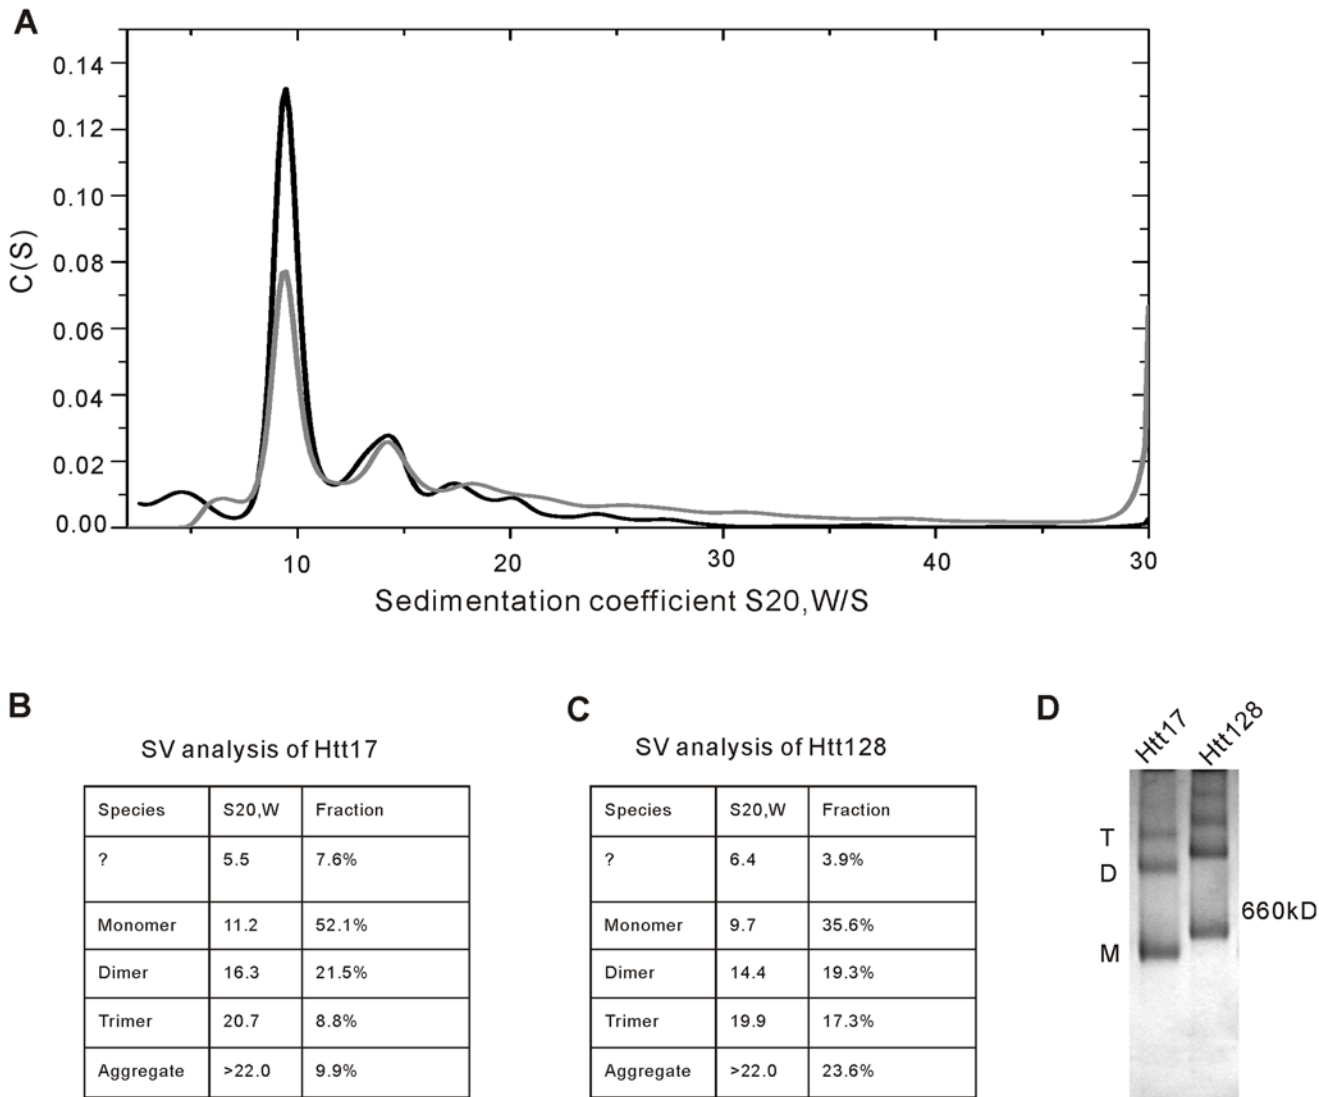 A
0.14
0.12
0.10
0.08
0.06
0.04
0.02
0.00
C(S)
10 20 30 40 30
Sedimentation coefficient S20,W/S
B
SV analysis of Htt17
Species S20,W Fraction
? 5.5 7.6%
Monomer 11.2 52.1%
Dimer 16.3 21.5%
Trimer 20.7 8.8%
Aggregate >22.0 9.9%
C
SV analysis of Htt128
Species S20,W Fraction
? 6.4 3.9%
Monomer 9.7 35.6%
Dimer 14.4 19.3%
Trimer 19.9 17.3%
Aggregate >22.0 23.6%
D
Htt17 Htt128
T
D
660kD
M